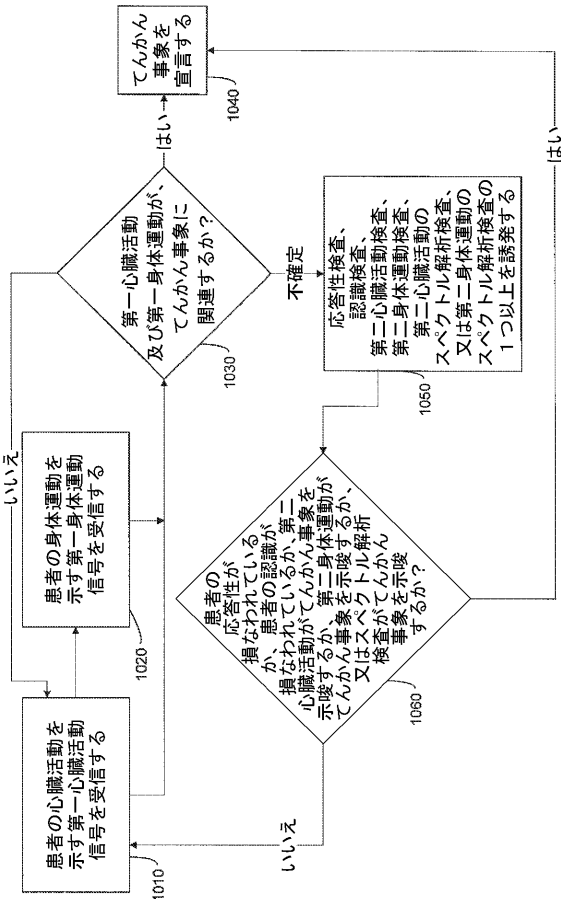 患者の心臓活動を
示す第一心臓活動
信号を受信する
1010
患者の身体運動を
示す第一身体運動
信号を受信する
1020
いいえ
第一心臓活動
及び第一身体運動が、
てんかん事象に
関連するか?
1030
はい
てんかん
事象を
宣言する
1040
不確定
応答性検査、
認識検査、
第二心臓活動検査、
第二身体運動検査、
第二心臓活動の
スペクトル解析検査、
又は第二身体運動の
スペクトル解析検査の
1つ以上を誘発する
1050
患者の
応答性が
損なわれている
か、患者の認識が
損なわれているか、第二
心臓活動がてんかん事象を
示唆するか、第二身体運動が
てんかん事象を示唆するか、
又はスペクトル解析
検査がてんかん
事象を示唆
するか?
1060
いいえ
はい